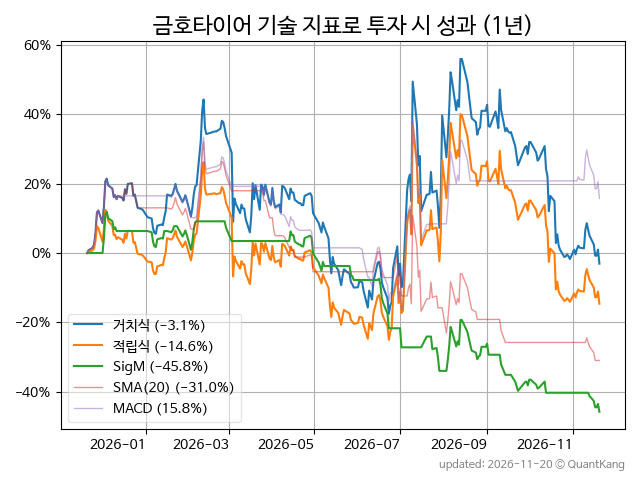 금호타이어 기술 지표로 투자 시 성과 (1년)
60%
40%
20%
0%
−20%
−40%
거치식 (−3.1%)
적립식 (−14.6%)
SigM (−45.8%)
SMA(20) (−31.0%)
MACD (15.8%)
2026-01
2026-03
2026-05
2026-07
2026-09
2026-11
updated: 2026-11-20 © QuantKang